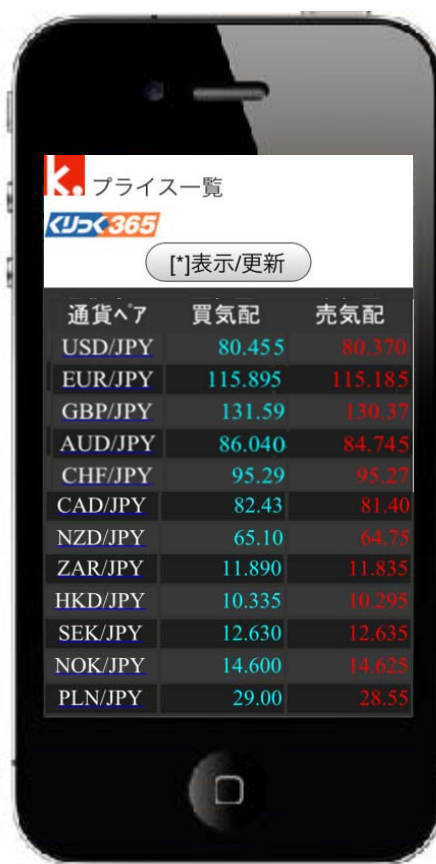 k. プライス一覧
くりっく365
[*]表示/更新
通貨ペア 買気配 売気配
USD/JPY 80.455 80.370
EUR/JPY 115.895 115.185
GBP/JPY 131.59 130.37
AUD/JPY 86.040 84.745
CHF/JPY 95.29 95.27
CAD/JPY 82.43 81.40
NZD/JPY 65.10 64.75
ZAR/JPY 11.890 11.835
HKD/JPY 10.335 10.295
SEK/JPY 12.630 12.635
NOK/JPY 14.600 14.625
PLN/JPY 29.00 28.55